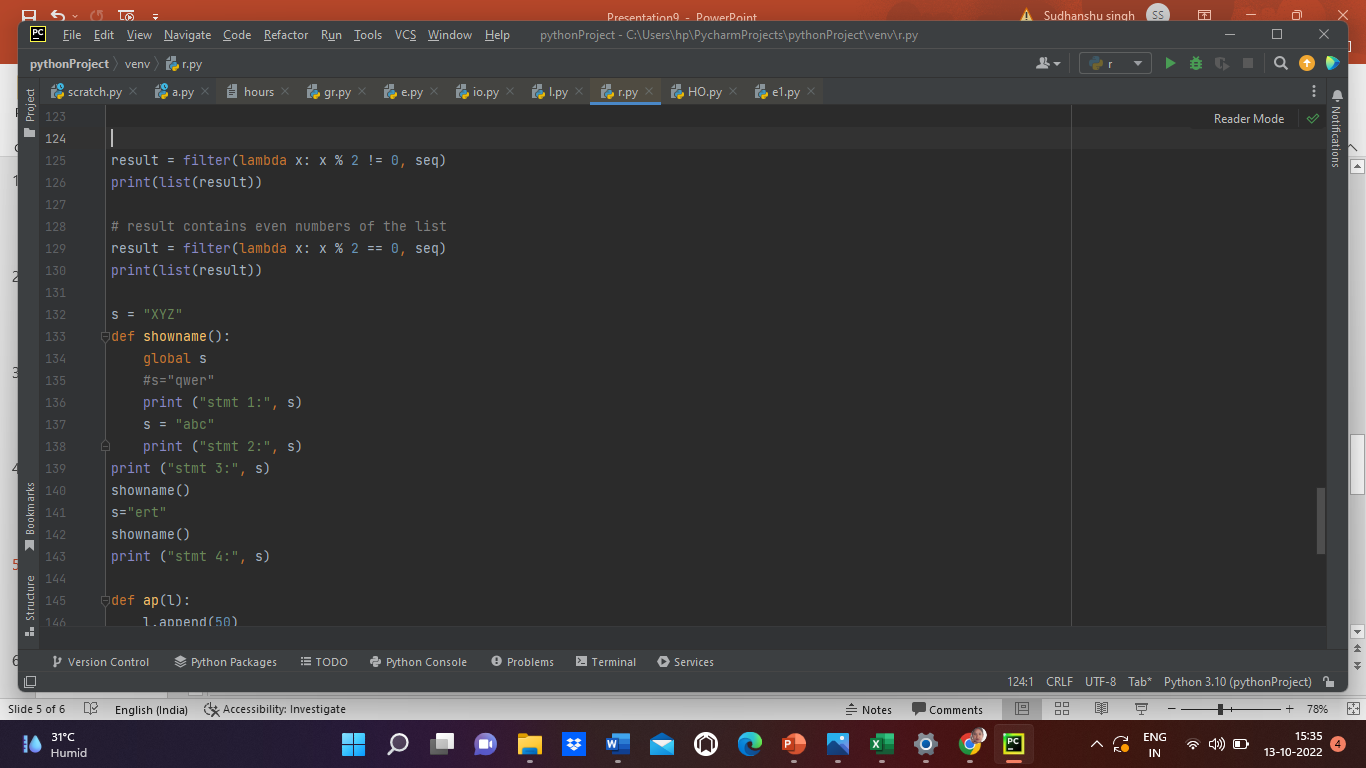 Presentation9 - PowerPoint
Sudhanshu singh SS
PC File Edit View Navigate Code Refactor Run Tools VCS Window Help pythonProject - C:\Users\hp\PycharmProjects\pythonProject\venv\r.py
pythonProject venv r.py r
Project scratch.py a.py hours gr.py e.py io.py l.py r.py HO.py e1.py
Notifications
Reader Mode
123
124
125 result = filter(lambda x: x % 2 != 0, seq)
126 print(list(result))
127
128 # result contains even numbers of the list
129 result = filter(lambda x: x % 2 == 0, seq)
130 print(list(result))
131
132 s = "XYZ"
133 def showname():
134     global s
135     #s="qwer"
136     print ("stmt 1:", s)
137     s = "abc"
138     print ("stmt 2:", s)
139 print ("stmt 3:", s)
140 showname()
141 s="ert"
142 showname()
143 print ("stmt 4:", s)
144
145 def ap(l):
146     l.append(50)
Bookmarks
Structure
Version Control Python Packages TODO Python Console Problems Terminal Services
124:1 CRLF UTF-8 Tab* Python 3.10 (pythonProject)
Slide 5 of 6 English (India) Accessibility: Investigate Notes Comments 78%
31°C
Humid
W P X PC
ENG
IN
15:35
13-10-2022
4